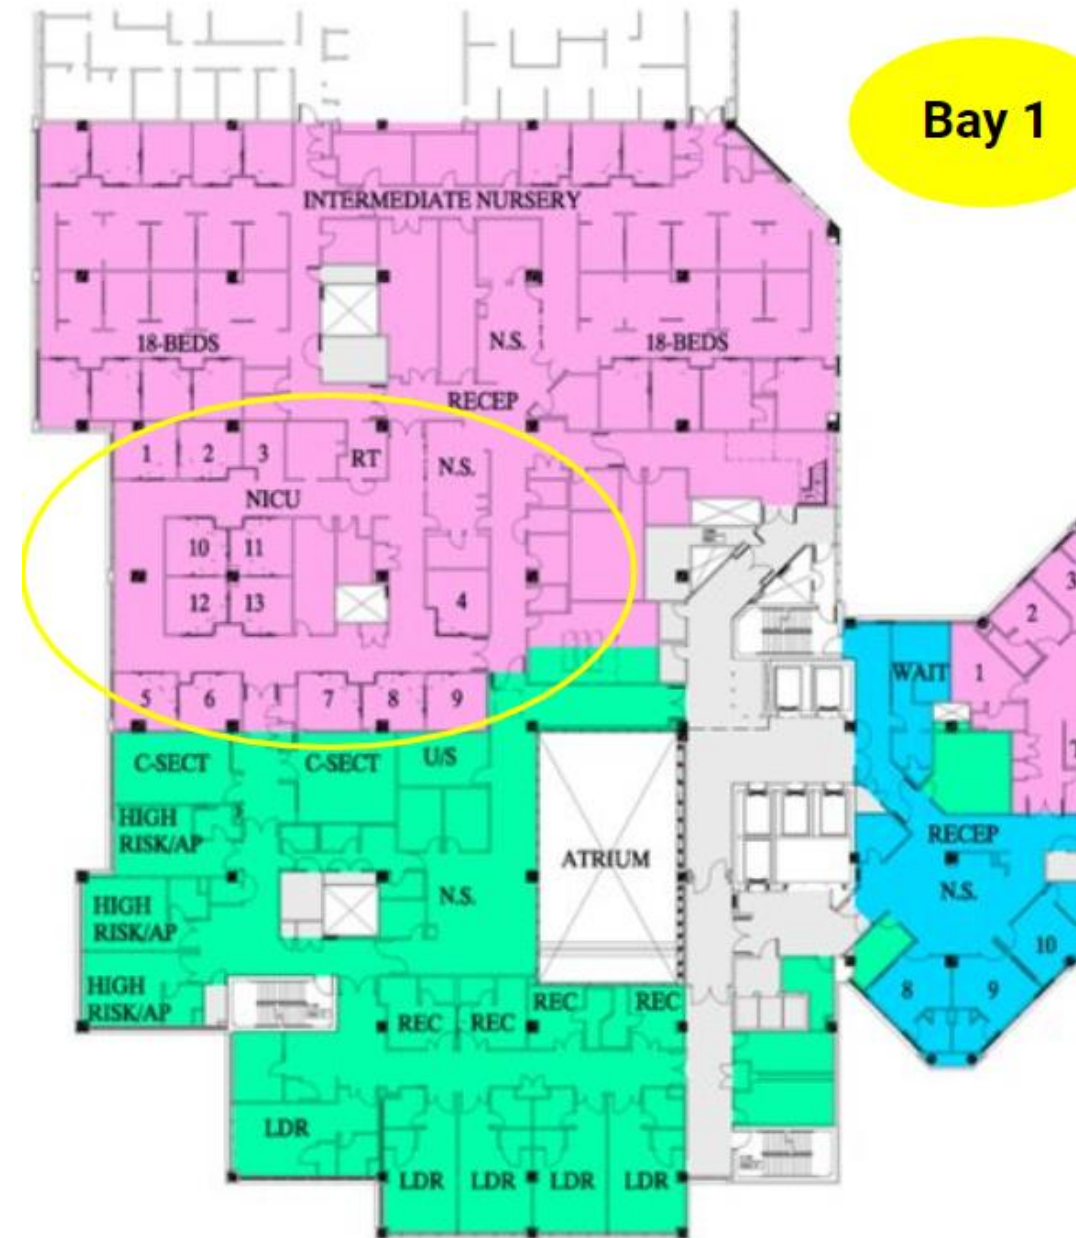 Bay 1
INTERMEDIATE NURSERY
N.S.
18-BEDS
18-BEDS
RECEP
1
2
3
RT
N.S.
NICU
10
11
12
13
4
5
6
7
8
9
C-SECT
C-SECT
U/S
HIGH
RISK/AP
HIGH
RISK/AP
HIGH
RISK/AP
N.S.
ATRIUM
REC
REC
REC
REC
LDR
LDR
LDR
LDR
LDR
WAIT
1
2
3
7
RECEP
N.S.
10
8
9